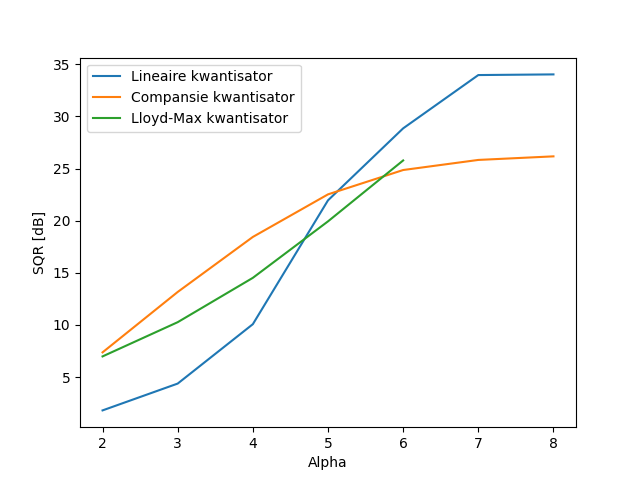 Lineaire kwantisator
Compansie kwantisator
Lloyd-Max kwantisator
SQR [dB]
35
30
25
20
15
10
5
2 3 4 5 6 7 8
Alpha